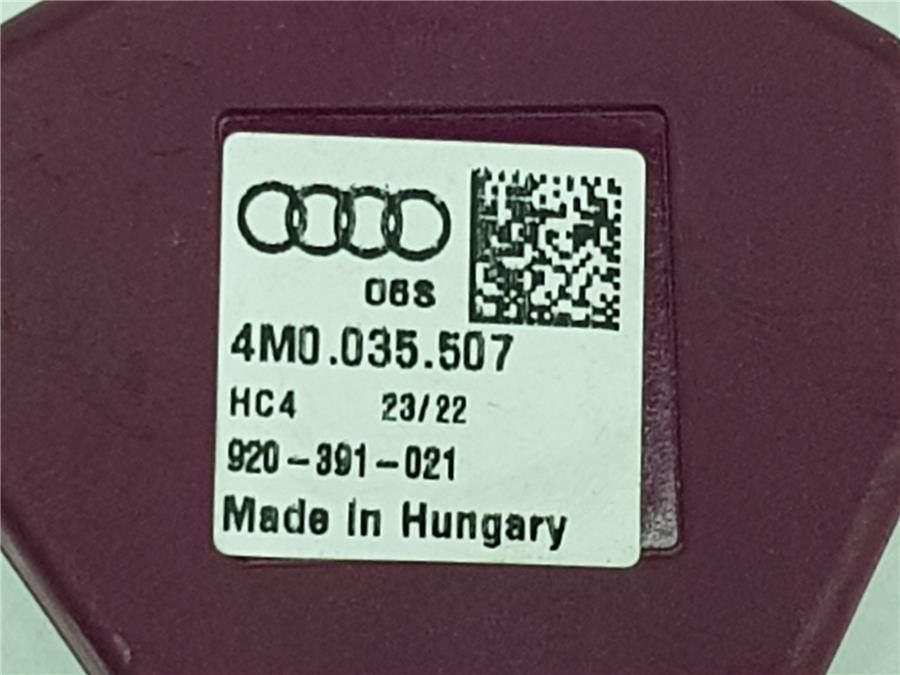 06S
4M0.035.507
HC4 23/22
920-391-021
Made in Hungary